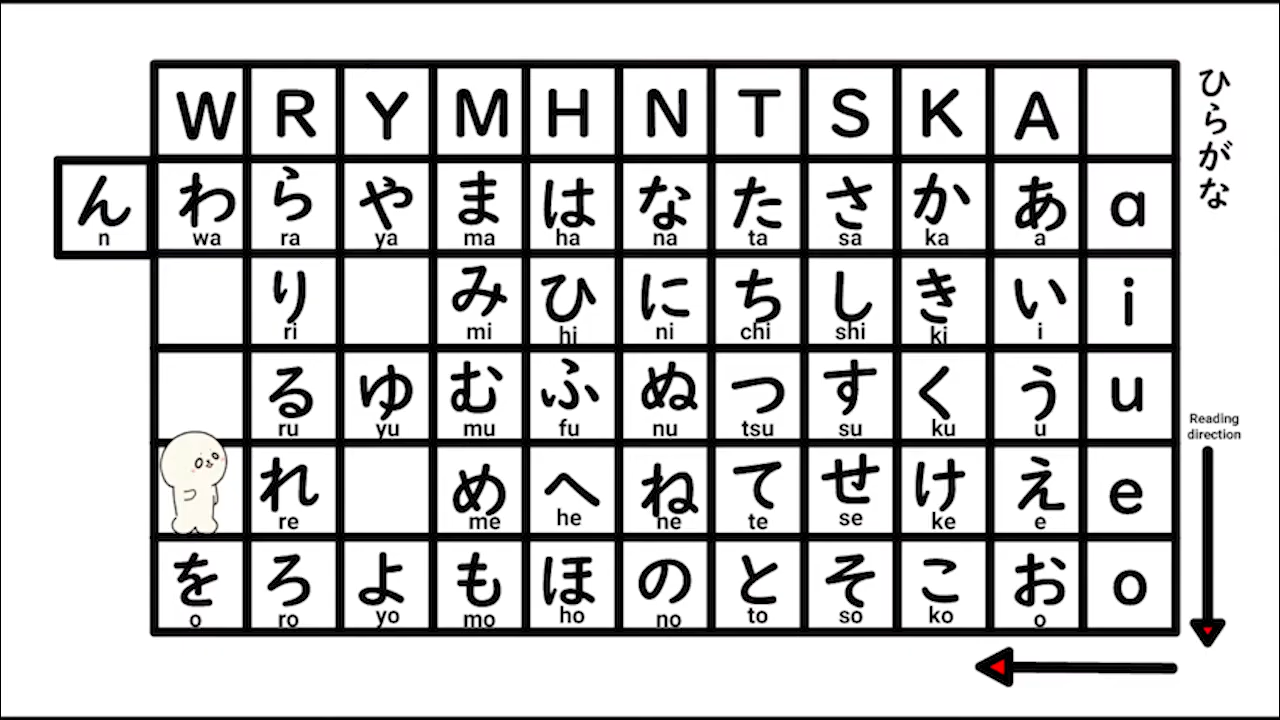 W R Y M H N T S K A
ひらがな
ん わ ら や ま は な た さ か あ a
n wa ra ya ma ha na ta sa ka a
り み ひ に ち し き い i
ri mi hi ni chi shi ki i
る ゆ む ふ ぬ つ す く う u
ru yu mu fu nu tsu su ku u
Reading
direction
れ め へ ね て せ け え e
re me he ne te se ke e
を ろ よ も ほ の と そ こ お o
o ro yo mo ho no to so ko o